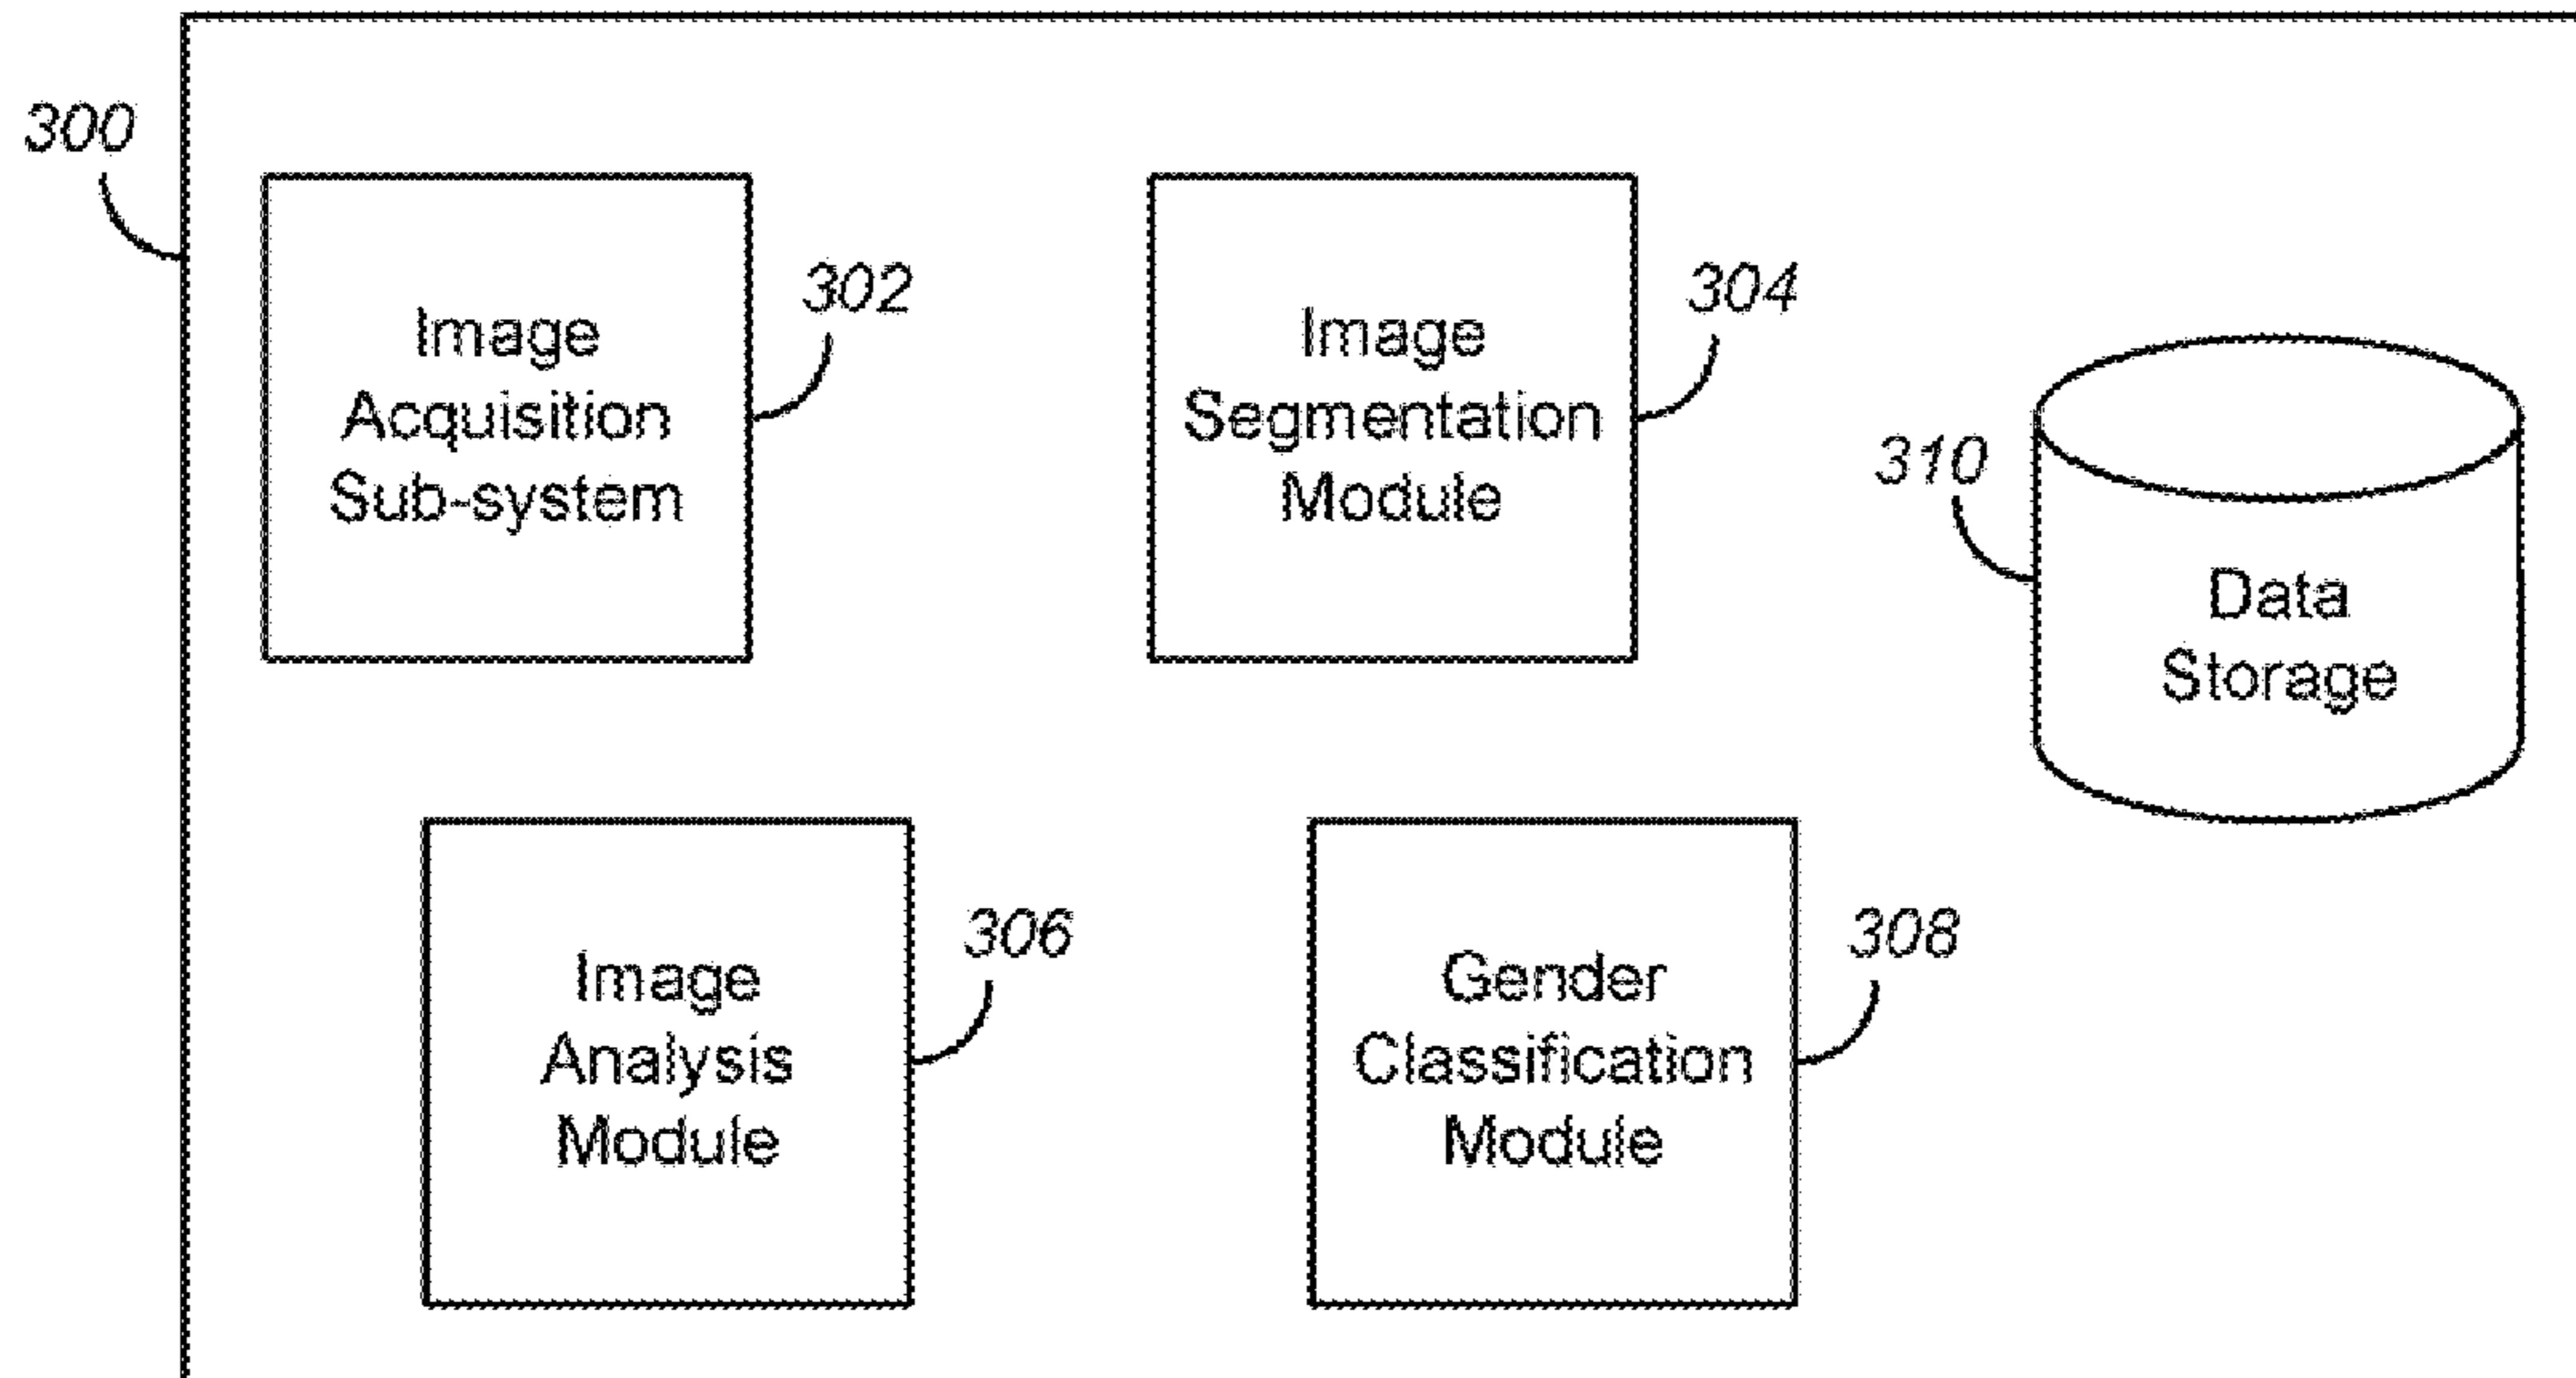 300
Image
Acquisition
Sub-system
302
Image
Segmentation
Module
304
310
Data
Storage
Image
Analysis
Module
306
Gender
Classification
Module
308